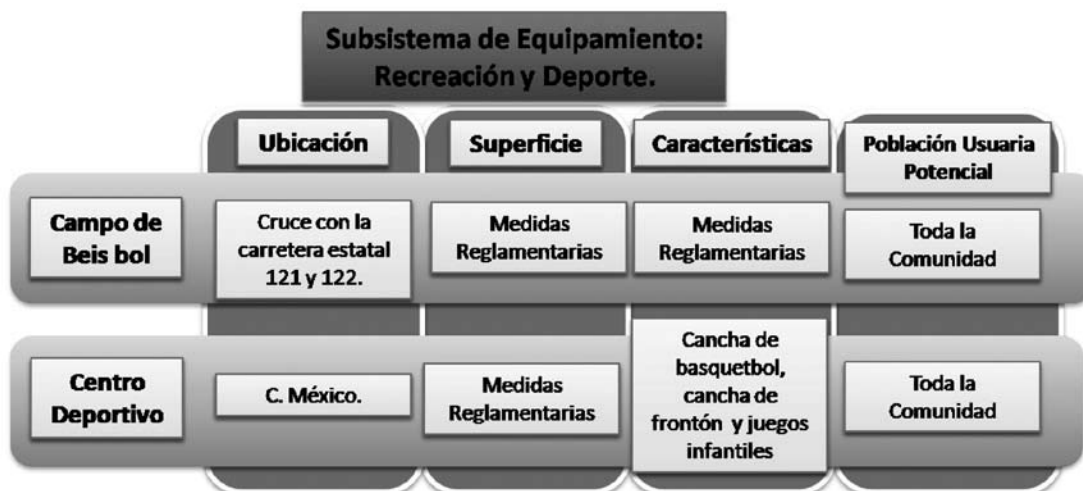 Subsistema de Equipamiento:
Recreación y Deporte.
Ubicación
Superficie
Característicás
Población Usuaria
Potencial
Campo de
Beis bol
Cruce con la
carretera estatal
121 y 122.
Medidas
Reglamentarias
Medidas
Reglamentarias
Toda la
Comunidad
Centro
Deportivo
C. México.
Medidas
Reglamentarias
Cancha de
basquetbol,
cancha de
frontón y juegos
infantiles
Toda la
Comunidad